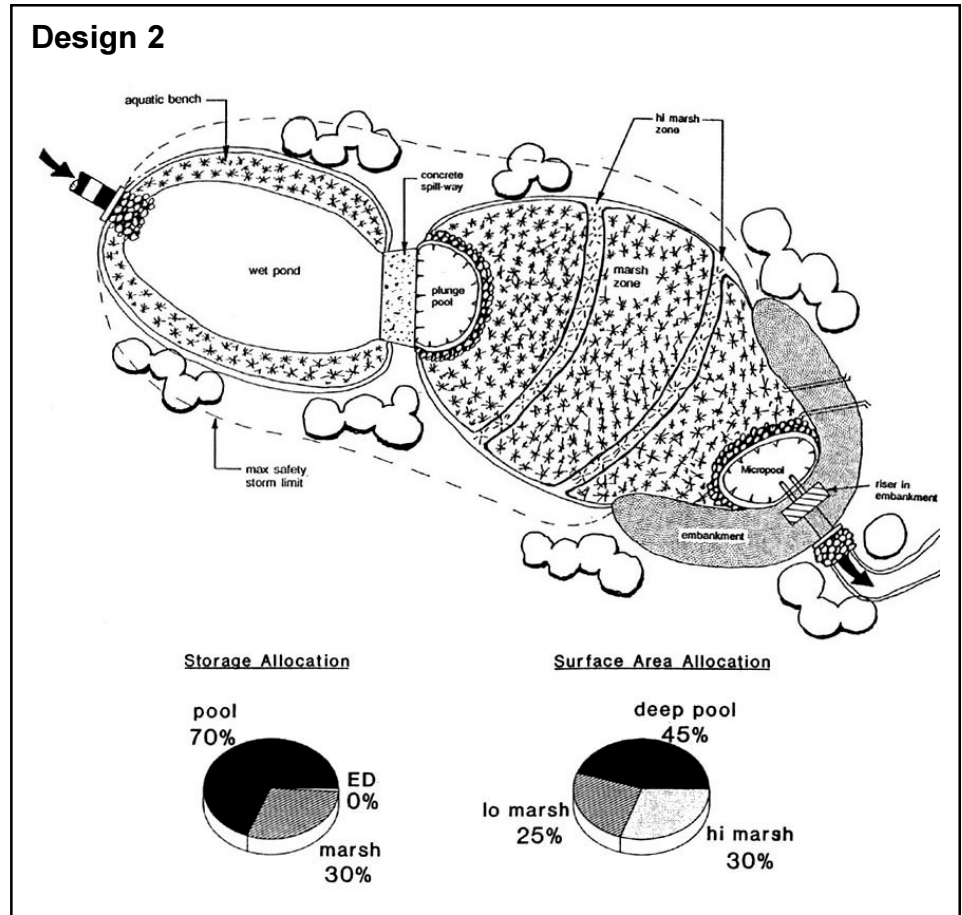 Design 2
aquatic bench
hi marsh
zone
concrete
spill-way
wet pond
plunge
pool
marsh
zone
max safety
storm limit
Micropool
riser in
embankment
embankment
Storage Allocation
Surface Area Allocation
pool
70%
ED
0%
marsh
30%
deep pool
45%
lo marsh
25%
hi marsh
30%